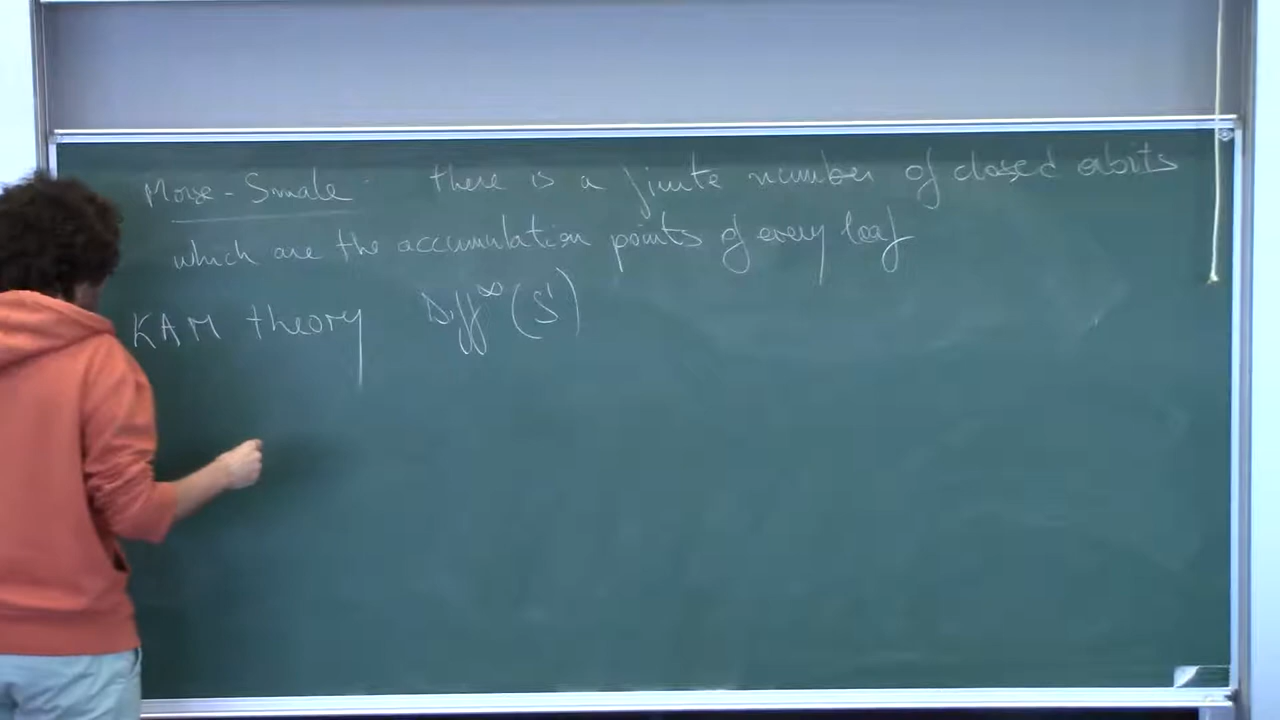 Morse-Smale there is a finite number of closed orbits
which are the accumulation points of every leaf
KAM theory Diff^∞(S^1)